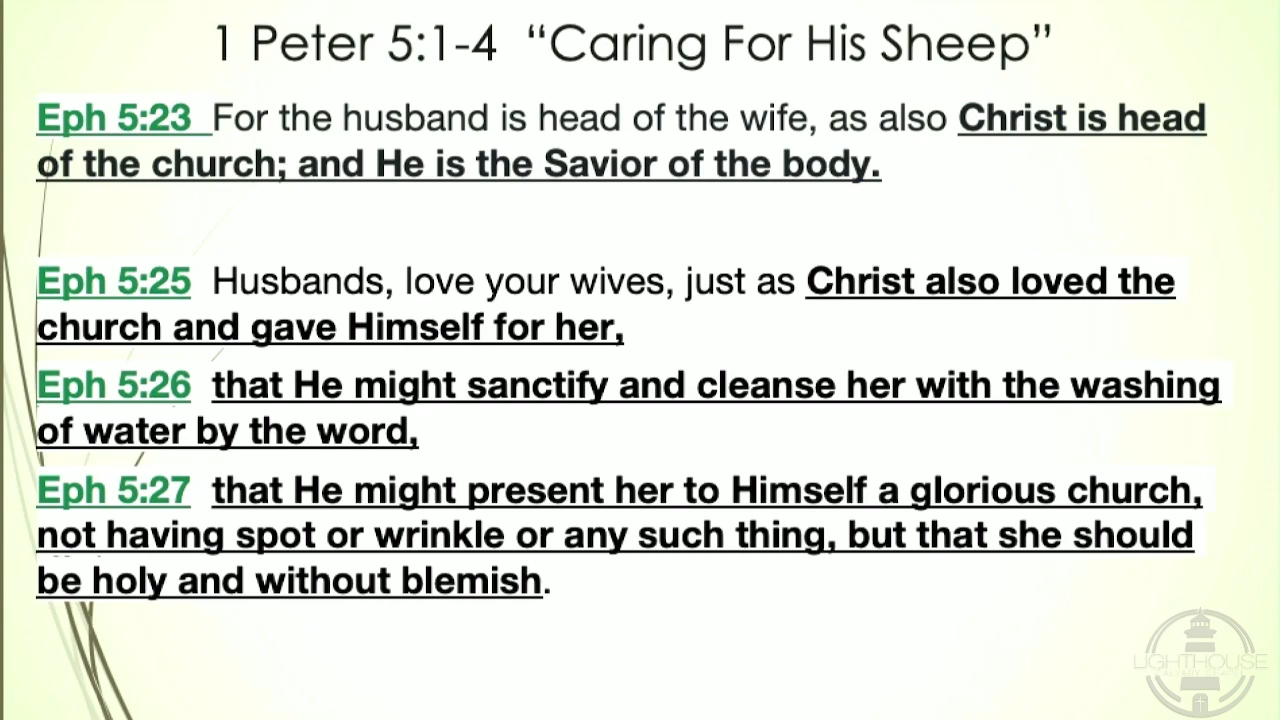 1 Peter 5:1-4 “Caring For His Sheep”
Eph 5:23 For the husband is head of the wife, as also Christ is head
of the church; and He is the Savior of the body.
Eph 5:25 Husbands, love your wives, just as Christ also loved the
church and gave Himself for her,
Eph 5:26 that He might sanctify and cleanse her with the washing
of water by the word,
Eph 5:27 that He might present her to Himself a glorious church,
not having spot or wrinkle or any such thing, but that she should
be holy and without blemish.
LIGHTHOUSE